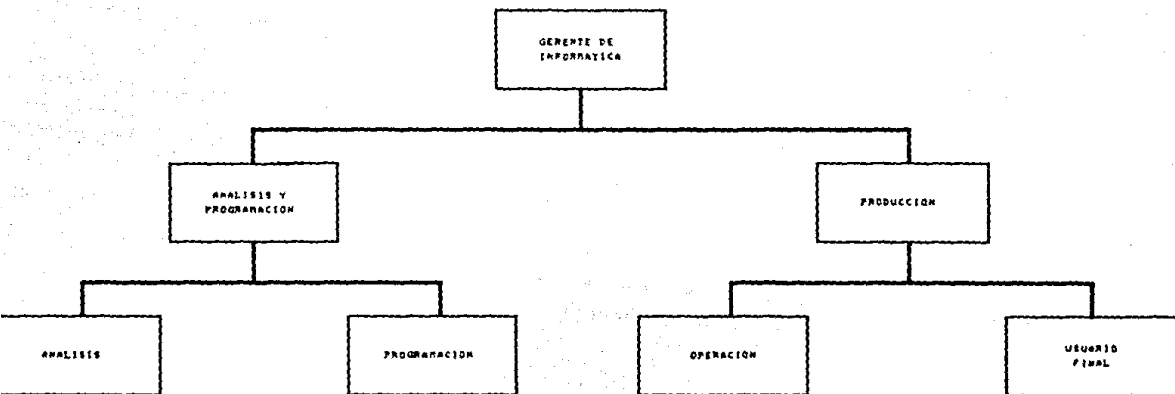 GERENTE DE
INFORMATICA
ANALISIS Y
PROGRAMACION
PRODUCCION
ANALISIS
PROGRAMACION
OPERACION
USUARIO
FINAL